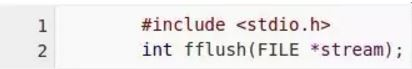 1 #include <stdio.h>
2 int fflush(FILE *stream);